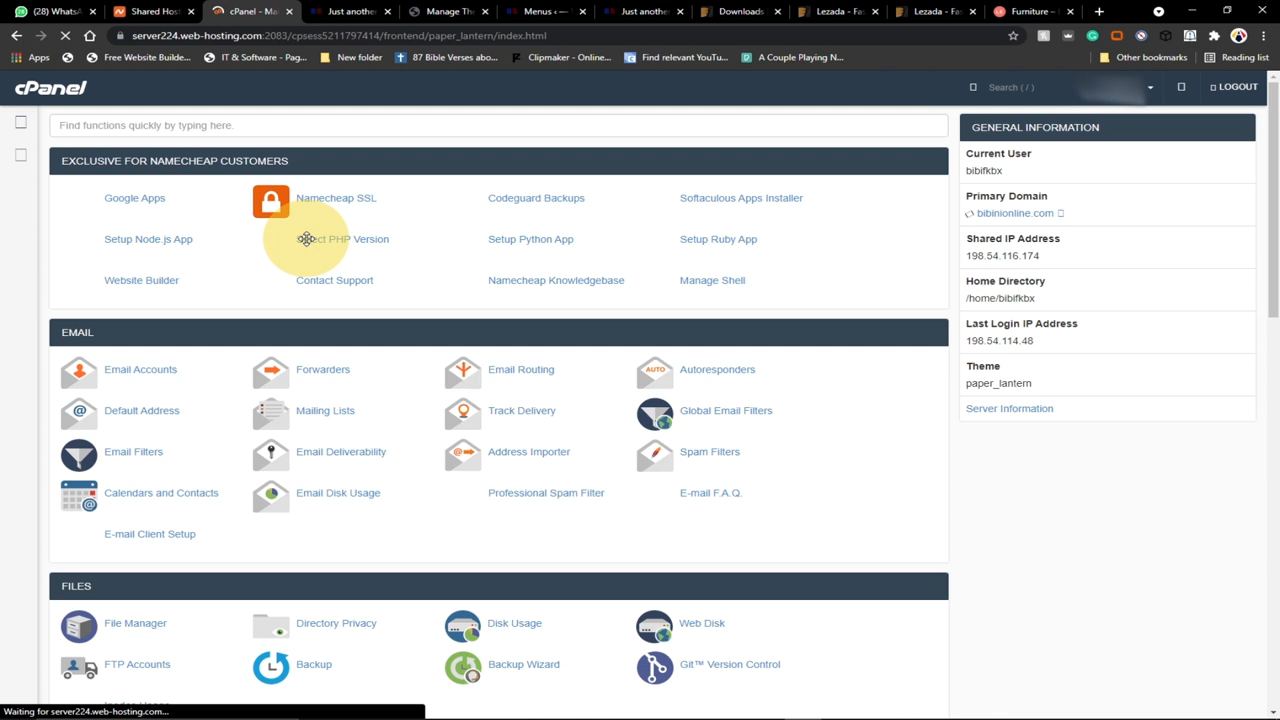 (28) WhatsA
Shared Host
cPanel - Ma
Just another
Manage The
Menus ‹ —
Just another
Downloads
Lezada - Fas
Lezada - Fas
Furniture –
server224.web-hosting.com:2083/cpsess5211797414/frontend/paper_lantern/index.html
Apps
Free Website Builde...
IT & Software - Pag...
New folder
87 Bible Verses abo...
Clipmaker - Online...
Find relevant YouTu...
A Couple Playing N...
Other bookmarks
Reading list
cPanel
Search ( / )
LOGOUT
Find functions quickly by typing here.
EXCLUSIVE FOR NAMECHEAP CUSTOMERS
Google Apps
Namecheap SSL
Codeguard Backups
Softaculous Apps Installer
Setup Node.js App
Select PHP Version
Setup Python App
Setup Ruby App
Website Builder
Contact Support
Namecheap Knowledgebase
Manage Shell
EMAIL
Email Accounts
Forwarders
Email Routing
AUTO
Autoresponders
Default Address
Mailing Lists
Track Delivery
Global Email Filters
Email Filters
Email Deliverability
Address Importer
Spam Filters
Calendars and Contacts
Email Disk Usage
Professional Spam Filter
E-mail F.A.Q.
E-mail Client Setup
FILES
File Manager
Directory Privacy
Disk Usage
Web Disk
FTP Accounts
Backup
Backup Wizard
Git™ Version Control
GENERAL INFORMATION
Current User
bibifkbx
Primary Domain
bibinionline.com
Shared IP Address
198.54.116.174
Home Directory
/home/bibifkbx
Last Login IP Address
198.54.114.48
Theme
paper_lantern
Server Information
Waiting for server224.web-hosting.com...